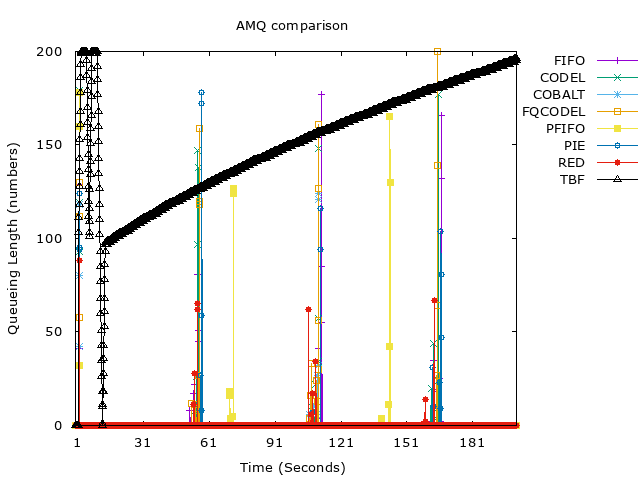 AMQ comparison
Queueing Length (numbers)
200
150
100
50
0
1 31 61 91 121 151 181
Time (Seconds)
FIFO
CODEL
COBALT
FQCODEL
PFIFO
PIE
RED
TBF